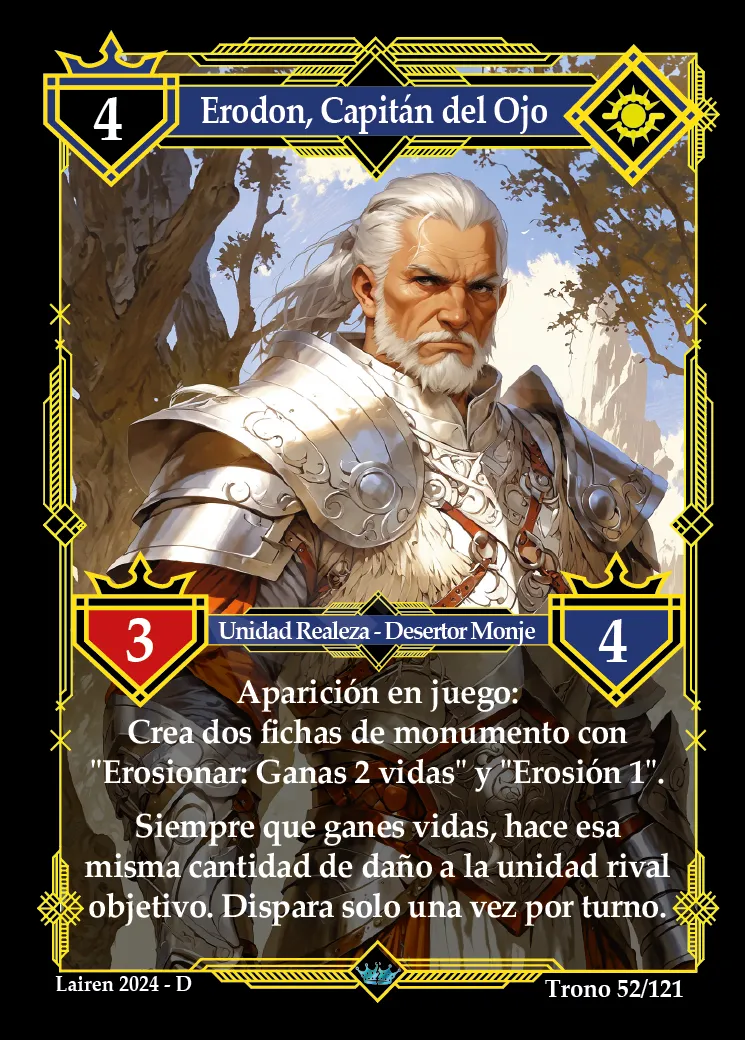 4
Erodon, Capitán del Ojo
3
Unidad Realeza - Desertor Monje
4
Aparición en juego:
Crea dos fichas de monumento con
"Erosionar: Ganas 2 vidas" y "Erosión 1".
Siempre que ganes vidas, hace esa
misma cantidad de daño a la unidad rival
objetivo. Dispara solo una vez por turno.
Lairen 2024 - D
Trono 52/121